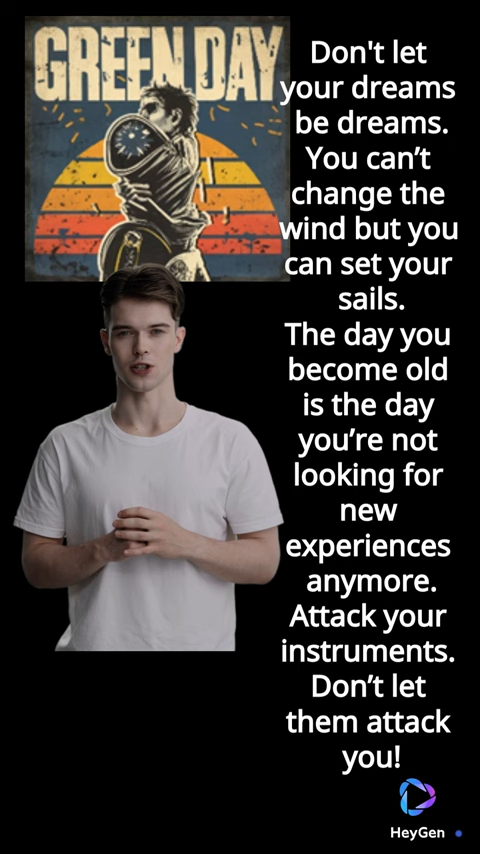 GREEN DAY
Don't let
your dreams
be dreams.
You can’t
change the
wind but you
can set your
sails.
The day you
become old
is the day
you’re not
looking for
new
experiences
anymore.
Attack your
instruments.
Don’t let
them attack
you!
HeyGen